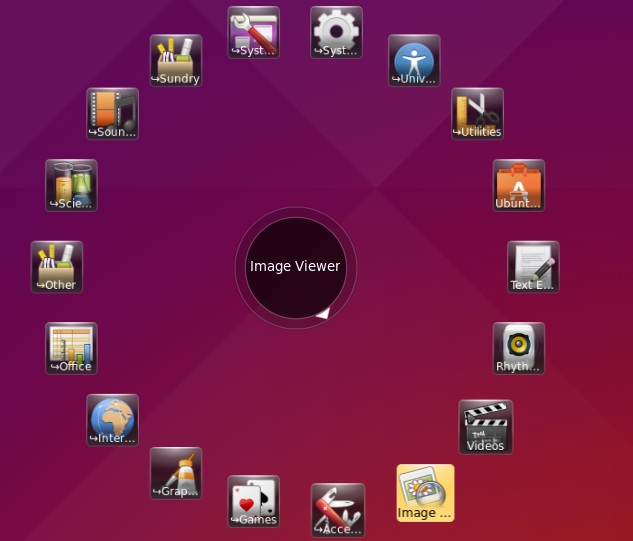 ↪Syst...
↪Syst...
↪Sundry
↪Univ...
↪Soun...
↪Utilities
↪Scie...
Ubunt...
Image Viewer
↪Other
Text E...
↪Office
Rhyth...
↪Inter...
Videos
↪Grap...
↪Games
Image ...
↪Acce...